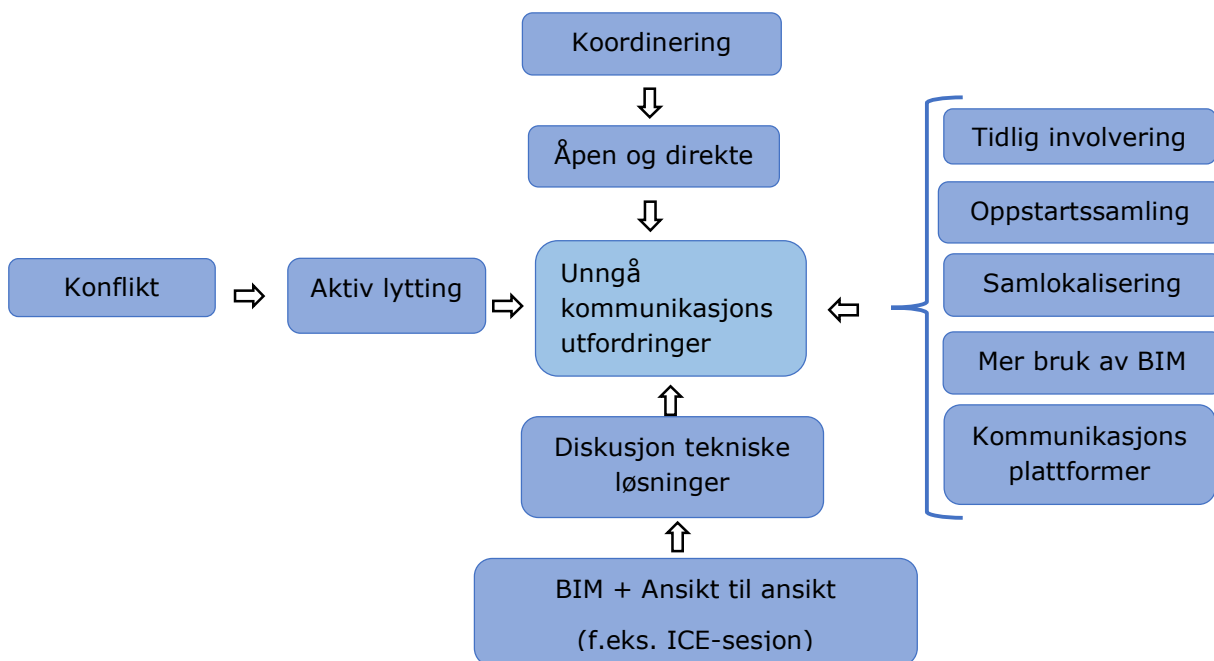 Koordinering
Åpen og direkte
Konflikt
Aktiv lytting
Unngå
kommunikasjons
utfordringer
Diskusjon tekniske
løsninger
BIM + Ansikt til ansikt
(f.eks. ICE-sesjon)
Tidlig involvering
Oppstartssamling
Samlokalisering
Mer bruk av BIM
Kommunikasjons
plattformer